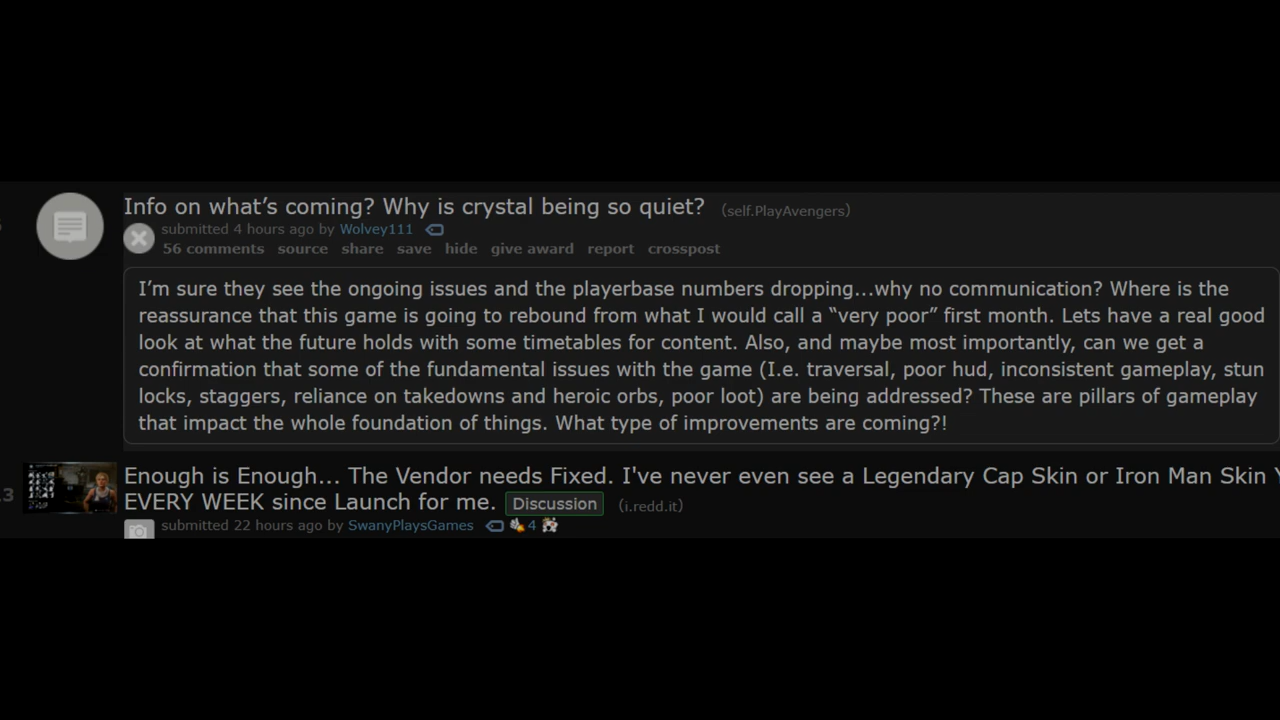 Info on what’s coming? Why is crystal being so quiet? (self.PlayAvengers)
submitted 4 hours ago by Wolvey111
56 comments source share save hide give award report crosspost
I’m sure they see the ongoing issues and the playerbase numbers dropping...why no communication? Where is the
reassurance that this game is going to rebound from what I would call a “very poor” first month. Lets have a real good
look at what the future holds with some timetables for content. Also, and maybe most importantly, can we get a
confirmation that some of the fundamental issues with the game (I.e. traversal, poor hud, inconsistent gameplay, stun
locks, staggers, reliance on takedowns and heroic orbs, poor loot) are being addressed? These are pillars of gameplay
that impact the whole foundation of things. What type of improvements are coming?!
Enough is Enough... The Vendor needs Fixed. I've never even see a Legendary Cap Skin or Iron Man Skin
EVERY WEEK since Launch for me. Discussion (i.redd.it)
submitted 22 hours ago by SwanyPlaysGames 4